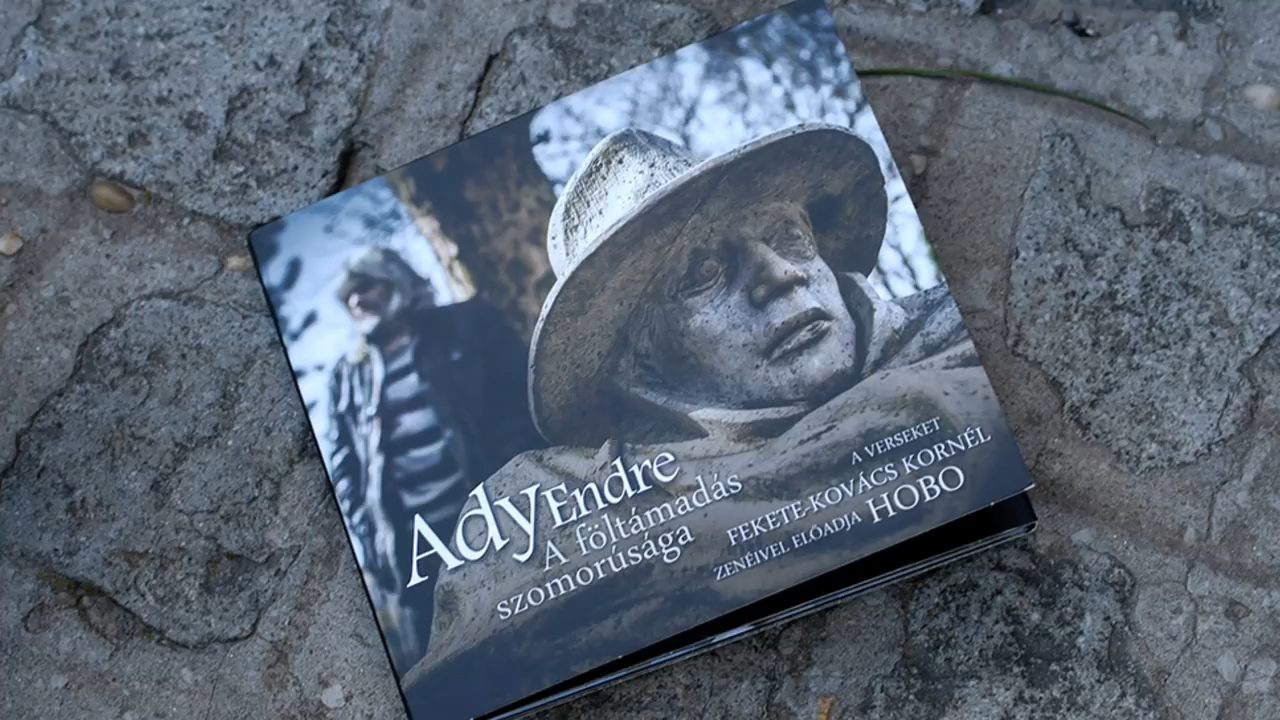 Ady Endre
A föltámadás
szomorúsága
A VERSEKET
FEKETE-KOVÁCS KORNÉL
ZENÉIVEL ELŐADJA HOBO